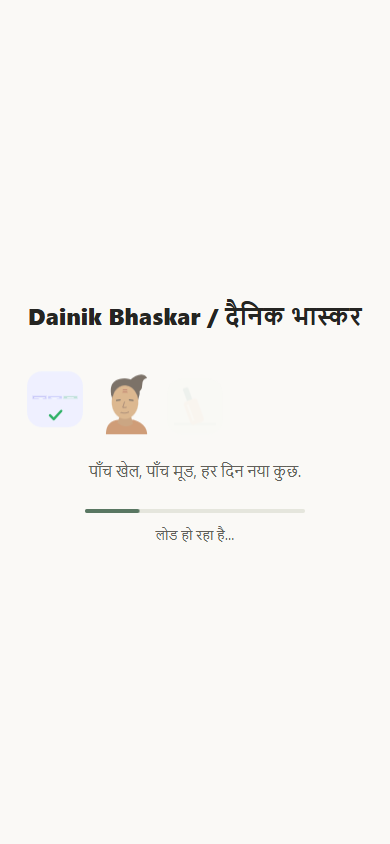 Dainik Bhaskar / दैनिक भास्कर
पाँच खेल, पाँच मूड, हर दिन नया कुछ.
लोड हो रहा है...